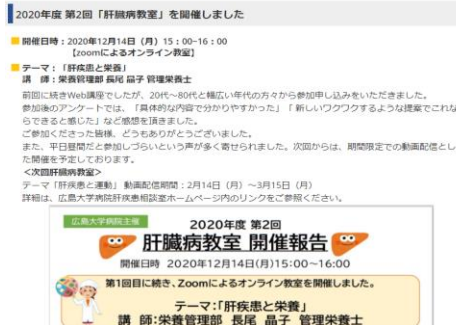 2020年度 第2回「肝臓病教室」を開催しました
開催日時：2020年12月14日（月）15：00~16：00
【zoomによるオンライン教室】
テーマ：「肝疾患と栄養」
講　師：栄養管理部 長尾 晶子 管理栄養士
前回に続きWeb講座でしたが、20代～80代と幅広い年代の方々から参加申し込みをいただきました。
参加後のアンケートでは、「具体的な内容で分かりやすかった」「 新しいワクワクするような提案でこれな
らできると感じた」など感想を頂きました。
ご参加くださった皆様、どうもありがとうございました。
また、平日昼間だと参加しづらいという声が多く寄せられました。次回からは、期間限定での動画配信とし
た開催を予定しております。
＜次回肝臓病教室＞
テーマ「肝疾患と運動」 動画配信期間：2月14日（月）～3月15日（月）
詳細は、広島大学病院肝疾患相談室ホームページ内のリンクをご参照ください。
広島大学病院主催
2020年度 第2回
肝臓病教室 開催報告
開催日時　2020年12月14日(月)15:00～16:00
第1回目に続き、Zoomによるオンライン教室を開催しました。
テーマ:「肝疾患と栄養」
講 師:栄養管理部 長尾 晶子 管理栄養士